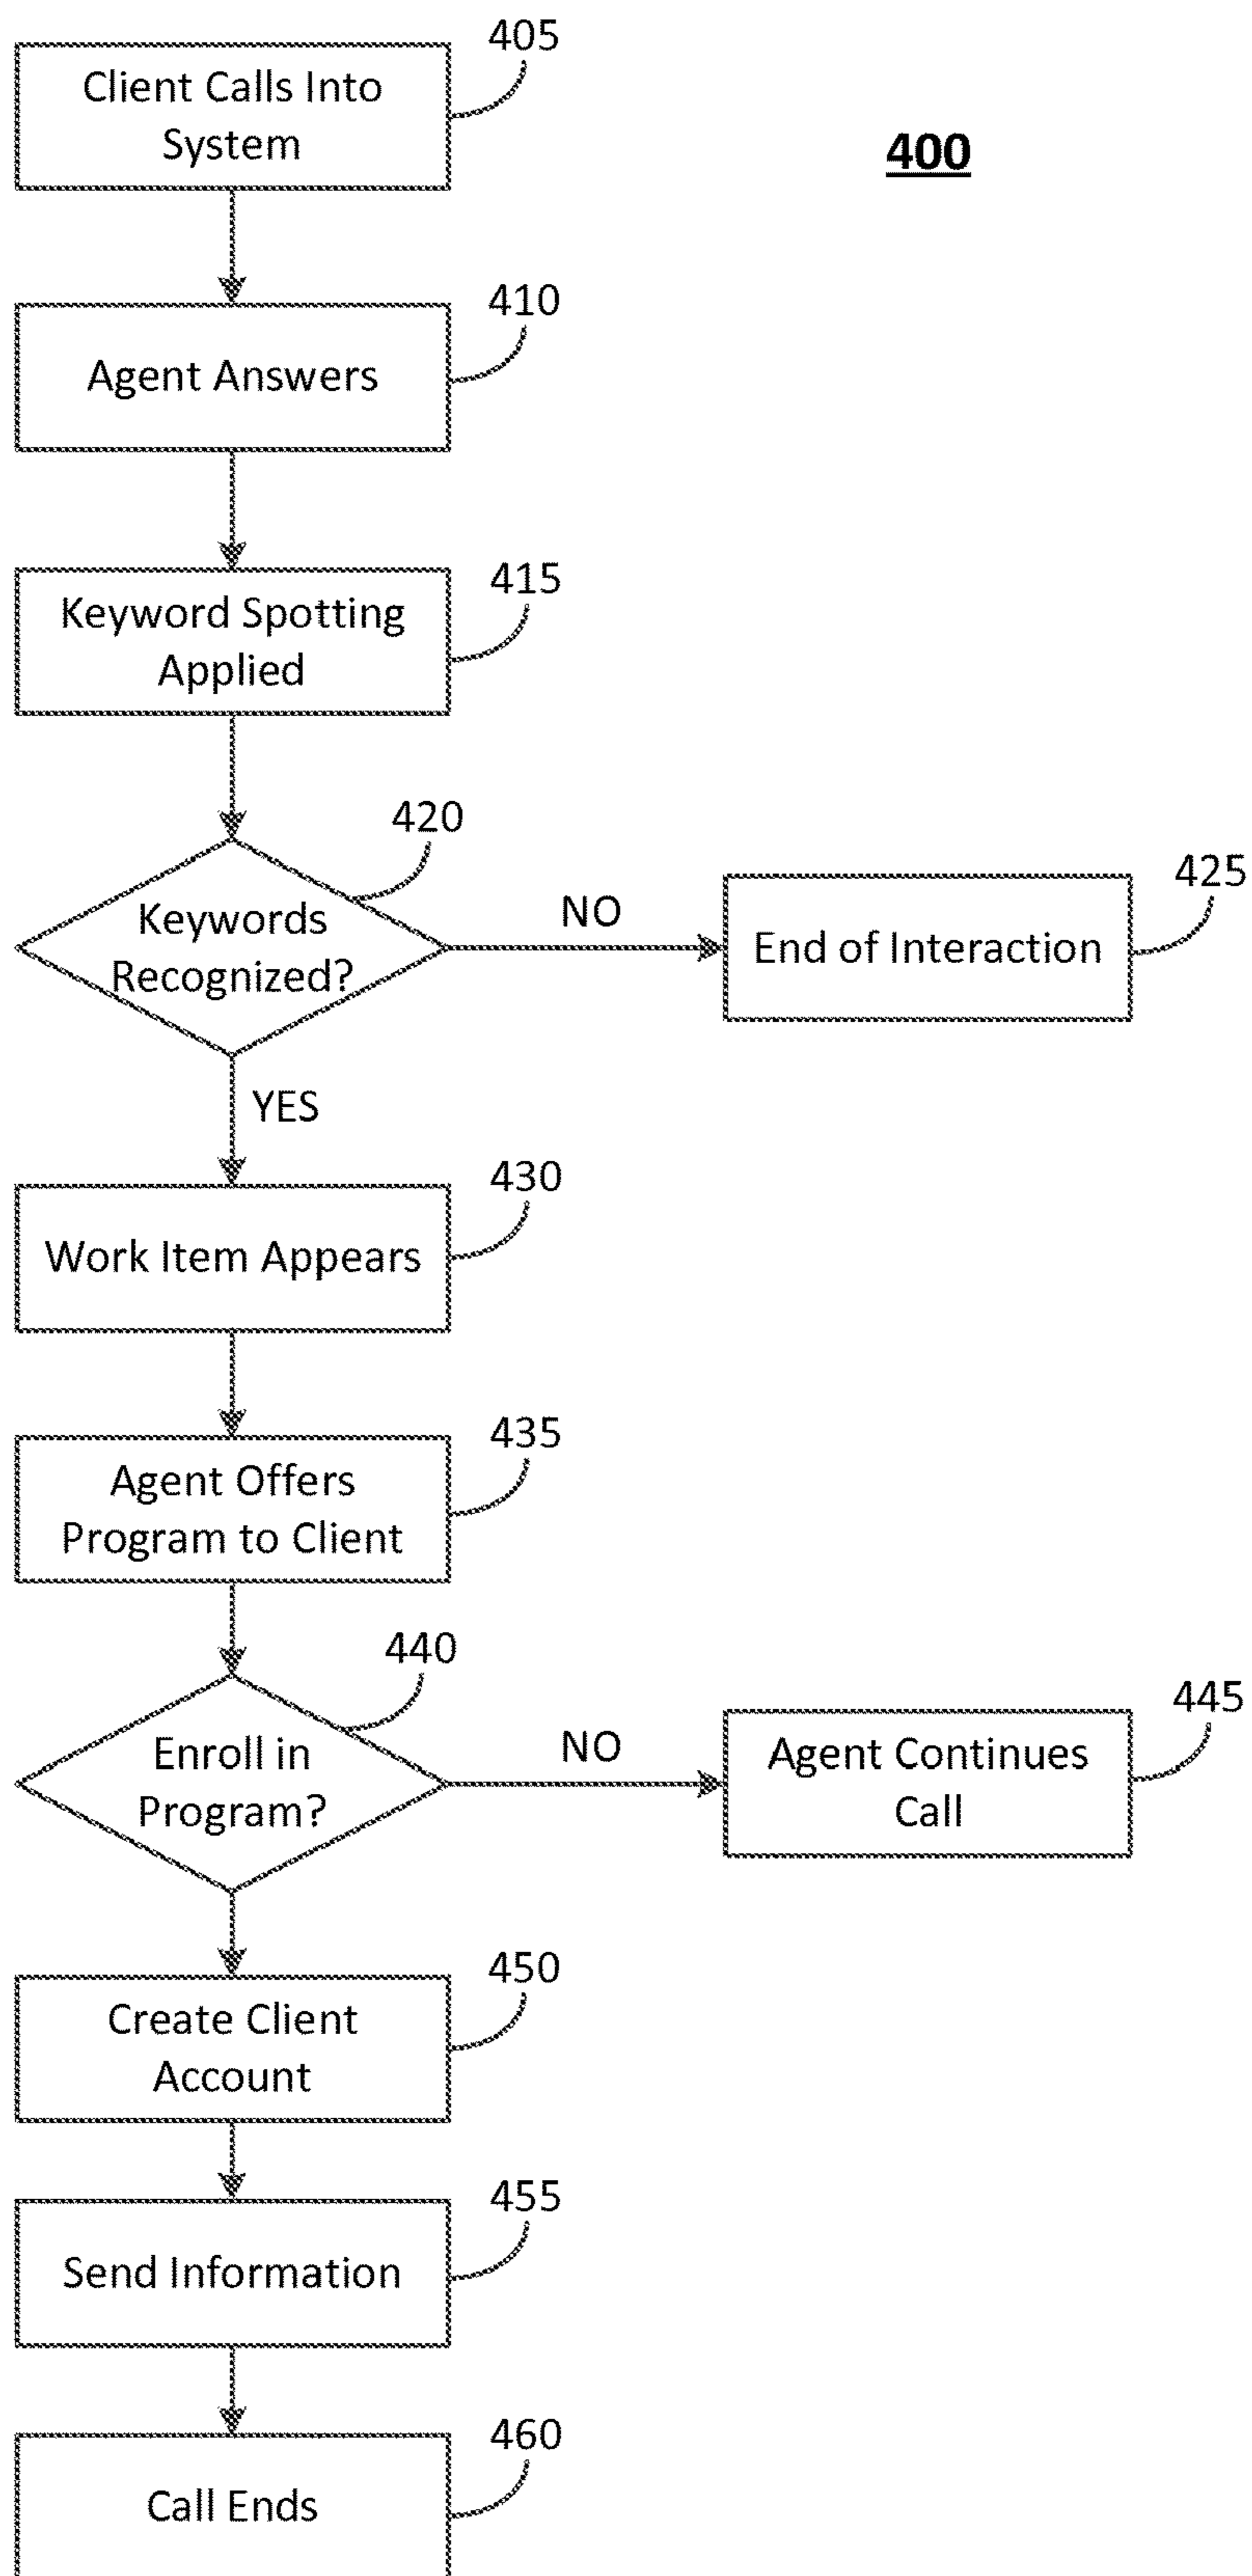 405
Client Calls Into
System
400
410
Agent Answers
415
Keyword Spotting
Applied
420
Keywords
Recognized?
NO
425
End of Interaction
YES
430
Work Item Appears
435
Agent Offers
Program to Client
440
Enroll in
Program?
NO
445
Agent Continues
Call
450
Create Client
Account
455
Send Information
460
Call Ends